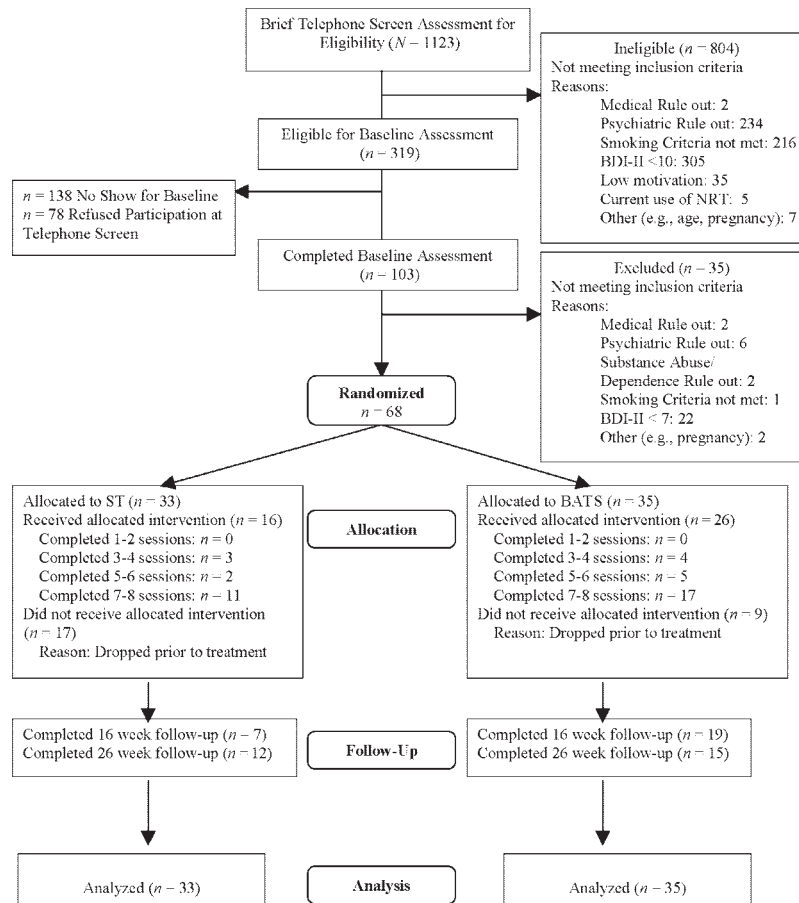 Brief Telephone Screen Assessment for
Eligibility (N – 1123)
Ineligible (n = 804)
Not meeting inclusion criteria
Reasons:
Medical Rule out: 2
Psychiatric Rule out: 234
Smoking Criteria not met: 216
BDI-II <10: 305
Low motivation: 35
Current use of NRT: 5
Other (e.g., age, pregnancy): 7
Eligible for Baseline Assessment
(n = 319)
n = 138 No Show for Baseline
n = 78 Refused Participation at
Telephone Screen
Completed Baseline Assessment
(n – 103)
Excluded (n – 35)
Not meeting inclusion criteria
Reasons:
Medical Rule out: 2
Psychiatric Rule out: 6
Substance Abuse/
Dependence Rule out: 2
Smoking Criteria not met: 1
BDI-II < 7: 22
Other (e.g., pregnancy): 2
Randomized
n = 68
Allocated to ST (n = 33)
Received allocated intervention (n = 16)
Completed 1-2 sessions: n = 0
Completed 3-4 sessions: n = 3
Completed 5-6 sessions: n – 2
Completed 7-8 sessions: n – 11
Did not receive allocated intervention
(n = 17)
Reason: Dropped prior to treatment
Allocation
Allocated to BATS (n = 35)
Received allocated intervention (n = 26)
Completed 1-2 sessions: n = 0
Completed 3-4 sessions: n = 4
Completed 5-6 sessions: n – 5
Completed 7-8 sessions: n – 17
Did not receive allocated intervention (n = 9)
Reason: Dropped prior to treatment
Completed 16 week follow-up (n – 7)
Completed 26 week follow-up (n = 12)
Follow-Up
Completed 16 week follow-up (n = 19)
Completed 26 week follow-up (n = 15)
Analyzed (n – 33)
Analysis
Analyzed (n – 35)